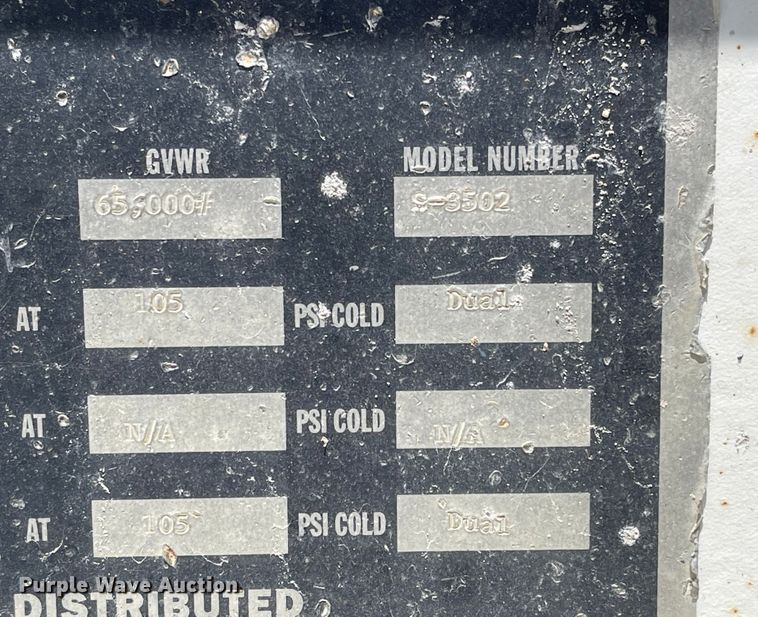 GVWR MODEL NUMBER
65,000# S-3502
AT 105 PSI COLD Dual
AT N/A PSI COLD N/A
AT 105 PSI COLD Dual
Purple Wave Auction
DISTRIBUTED